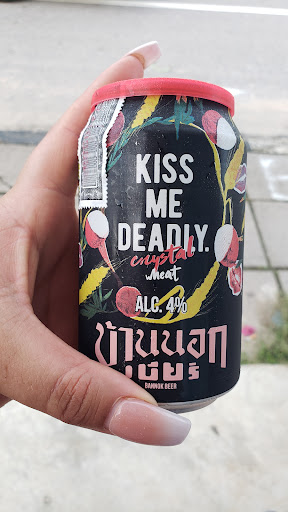 KISS
ME
DEADLY.
crystal
wheat
ALC. 4%
บ้านนอก
เบียร์
BANNOK BEER